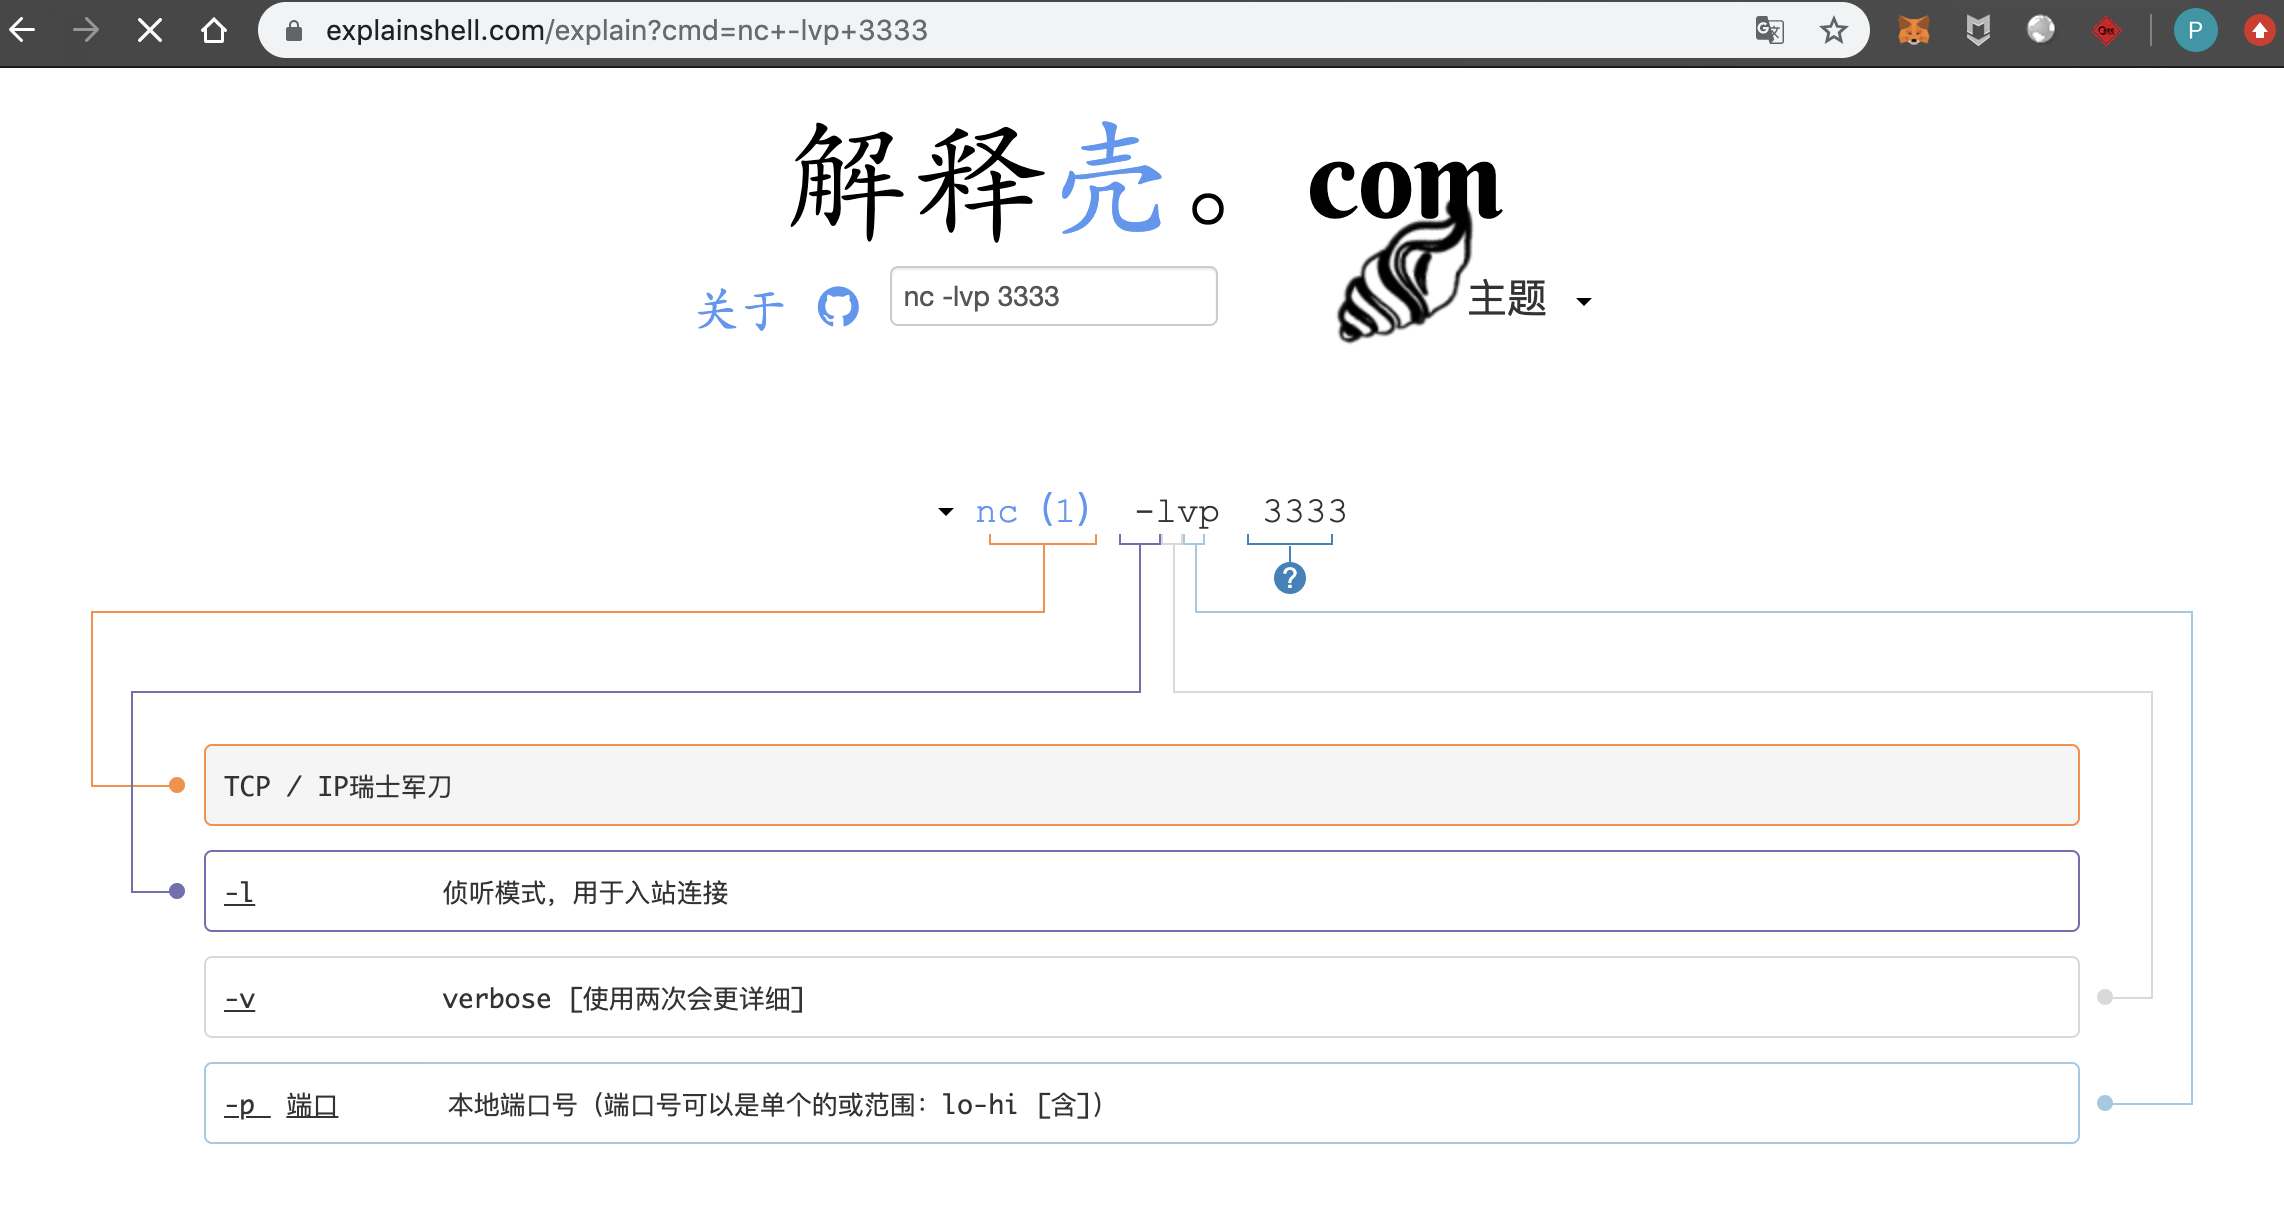 explainshell.com/explain?cmd=nc+-lvp+3333
P
解释壳。com
关于 nc -lvp 3333 主题
nc (1) -lvp 3333
?
TCP / IP瑞士军刀
-l 侦听模式，用于入站连接
-v verbose [使用两次会更详细]
-p 端口 本地端口号（端口号可以是单个的或范围：lo-hi [含]）